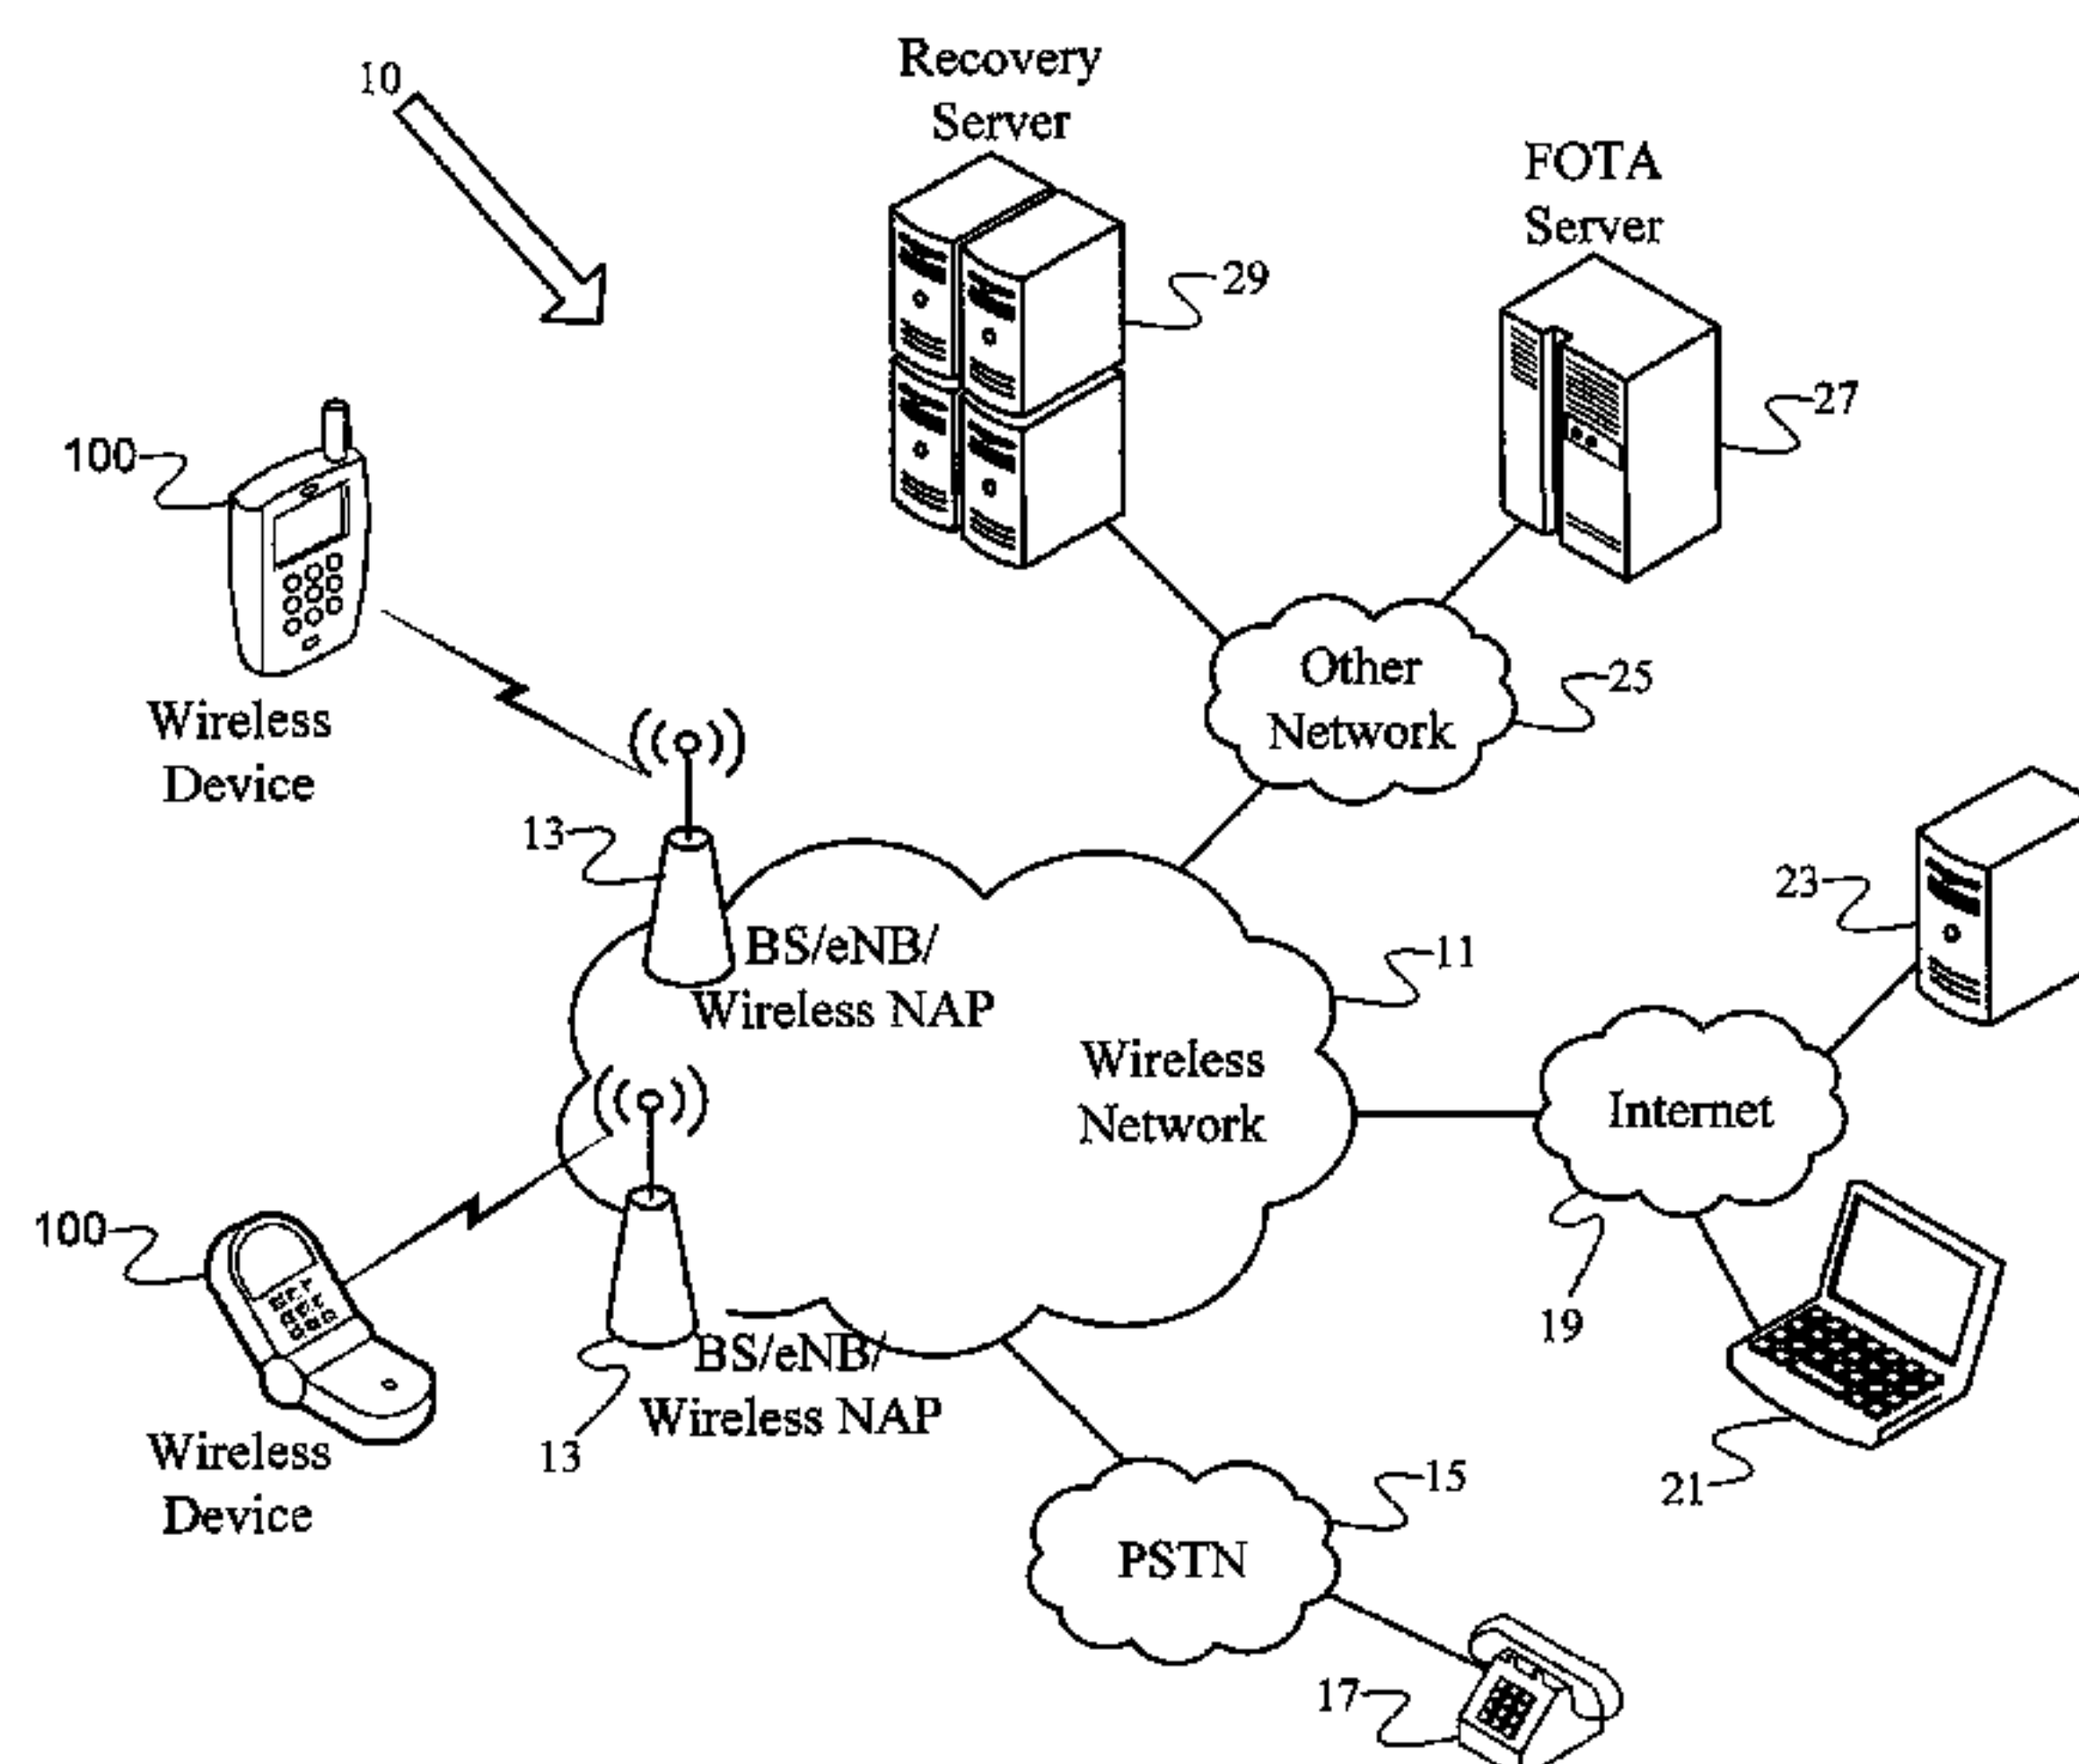 10
Recovery
Server
FOTA
Server
29
27
100
Wireless
Device
Other
Network
25
13
BS/eNB/
Wireless NAP
11
23
Wireless
Network
Internet
100
19
BS/eNB/
Wireless NAP
13
Wireless
Device
21
15
PSTN
17